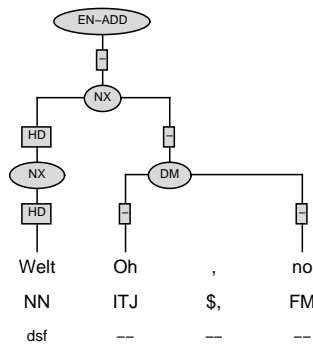 EN−ADD
−
NX
HD −
NX DM
HD − −
Welt Oh , no
NN ITJ $, FM
dsf −− −− −−